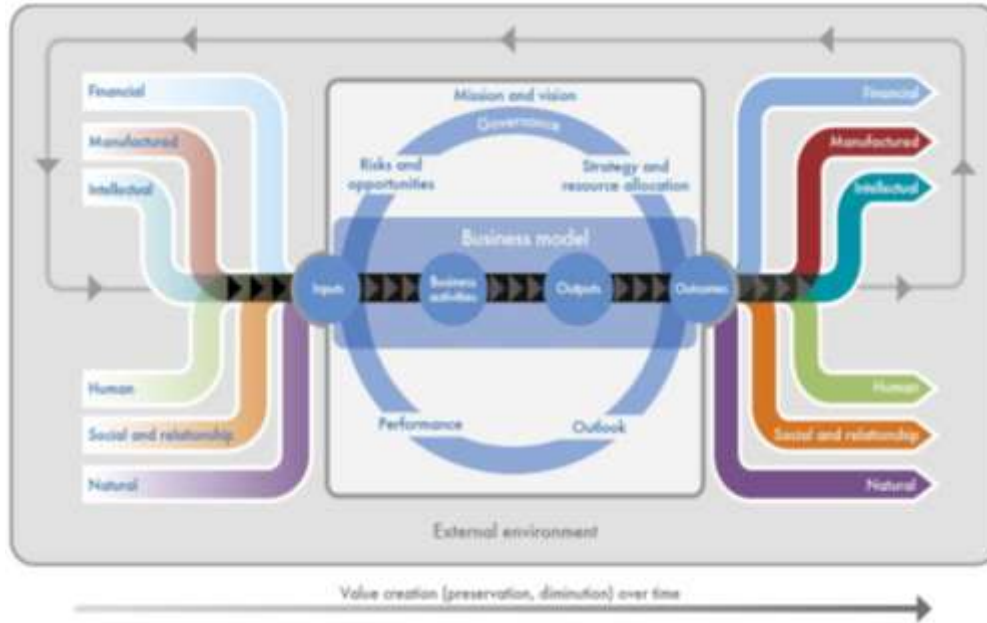 Financial
Manufactured
Intellectual
Human
Social and relationship
Natural
Mission and vision
Governance
Risks and
opportunities
Strategy and
resource allocation
Business model
Inputs
Business
activities
Outputs
Outcomes
Performance
Outlook
Financial
Manufactured
Intellectual
Human
Social and relationship
Natural
External environment
Value creation (preservation, diminution) over time